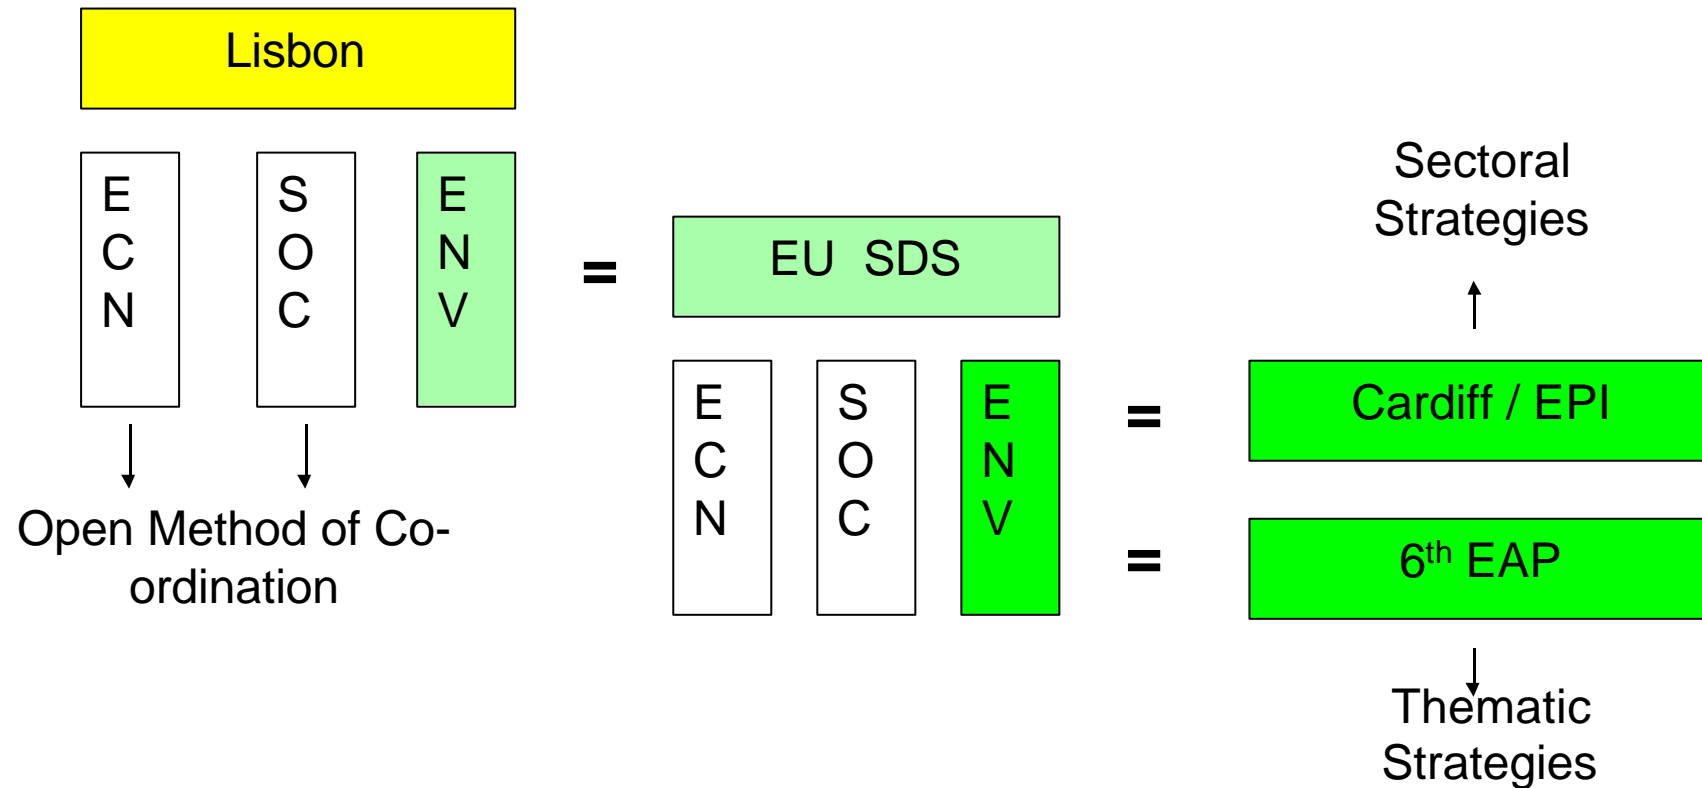 Lisbon
E
C
N
S
O
C
E
N
V
Open Method of Co-
ordination
=
EU SDS
E
C
N
S
O
C
E
N
V
=
=
Sectoral
Strategies
Cardiff / EPI
6th EAP
Thematic
Strategies